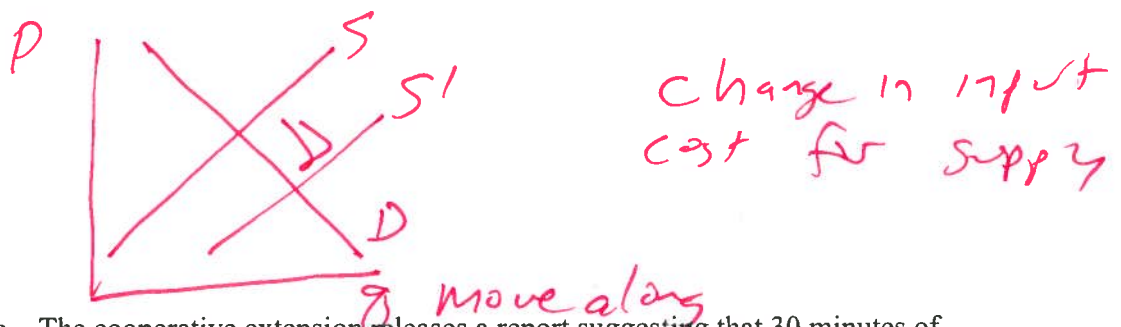 P
S
S'
Change in input
cost for supply
D
q move along
The cooperative extension releases a report suggesting that 30 minutes of